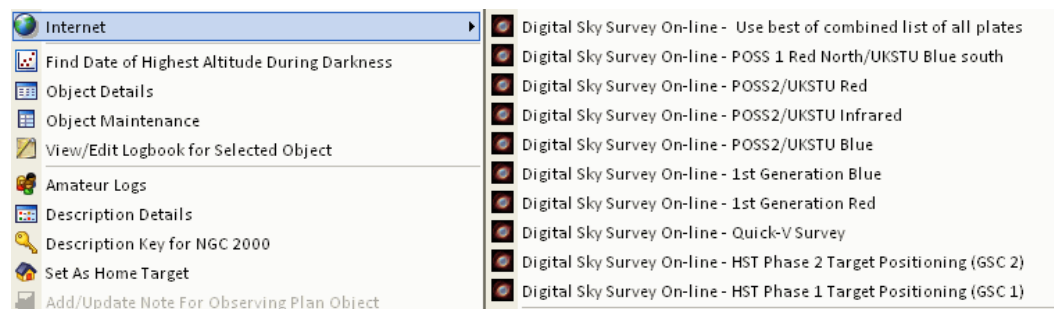 Internet
Find Date of Highest Altitude During Darkness
Object Details
Object Maintenance
View/Edit Logbook for Selected Object
Amateur Logs
Description Details
Description Key for NGC 2000
Set As Home Target
Add/Update Note For Observing Plan Object
Digital Sky Survey On-line - Use best of combined list of all plates
Digital Sky Survey On-line - POSS 1 Red North/UKSTU Blue south
Digital Sky Survey On-line - POSS2/UKSTU Red
Digital Sky Survey On-line - POSS2/UKSTU Infrared
Digital Sky Survey On-line - POSS2/UKSTU Blue
Digital Sky Survey On-line - 1st Generation Blue
Digital Sky Survey On-line - 1st Generation Red
Digital Sky Survey On-line - Quick-V Survey
Digital Sky Survey On-line - HST Phase 2 Target Positioning (GSC 2)
Digital Sky Survey On-line - HST Phase 1 Target Positioning (GSC 1)